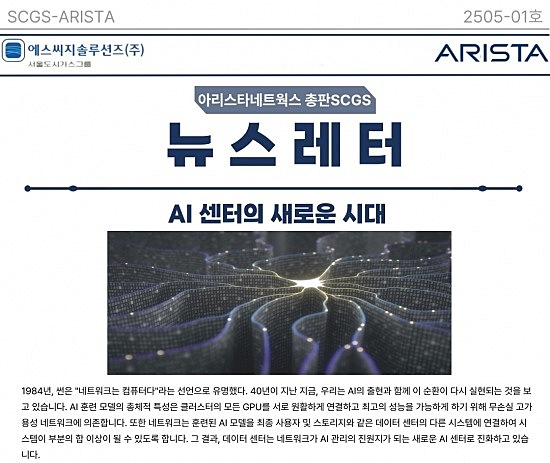 SCGS-ARISTA
2505-01호
에스씨지솔루션즈(주)
서울도시가스그룹
ARISTA
아리스타네트웍스 총판SCGS
뉴스레터
AI 센터의 새로운 시대
1984년, 썬은 "네트워크는 컴퓨터다"라는 선언으로 유명했다. 40년이 지난 지금, 우리는 AI의 출현과 함께 이 순환이 다시 실현되는 것을 보
고 있습니다. AI 훈련 모델의 총체적 특성은 클러스터의 모든 GPU를 서로 원활하게 연결하고 최고의 성능을 가능하게 하기 위해 무손실 고가
용성 네트워크에 의존합니다. 또한 네트워크는 훈련된 AI 모델을 최종 사용자 및 스토리지와 같은 데이터 센터의 다른 시스템에 연결하여 시
스템이 부분의 합 이상이 될 수 있도록 합니다. 그 결과, 데이터 센터는 네트워크가 AI 관리의 진원지가 되는 새로운 AI 센터로 진화하고 있습
니다.